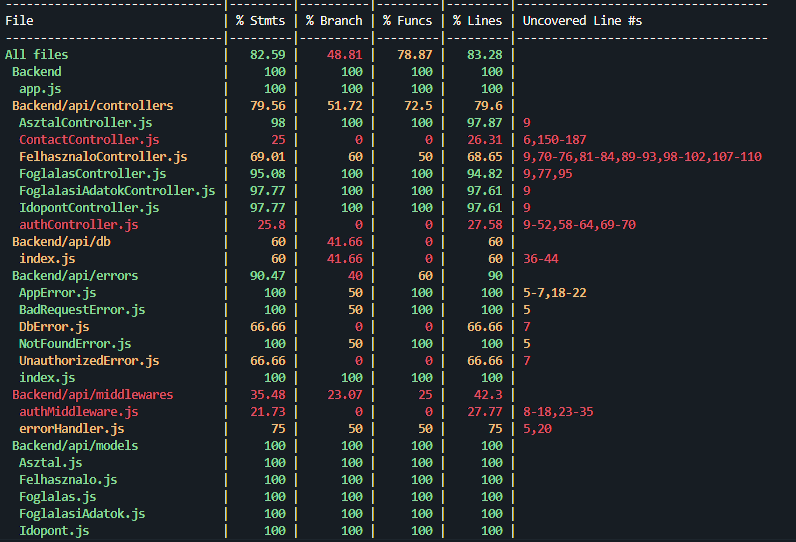 -------------------------------|---------|----------|---------|---------|-----------------------------------
File                           | % Stmts | % Branch | % Funcs | % Lines | Uncovered Line #s
-------------------------------|---------|----------|---------|---------|-----------------------------------
All files                      |   82.59 |    48.81 |   78.87 |   83.28 |
 Backend                       |     100 |      100 |     100 |     100 |
  app.js                       |     100 |      100 |     100 |     100 |
 Backend/api/controllers       |   79.56 |    51.72 |    72.5 |    79.6 |
  AsztalController.js          |      98 |      100 |     100 |   97.87 | 9
  ContactController.js         |      25 |        0 |       0 |   26.31 | 6,150-187
  FelhasznaloController.js     |   69.01 |       60 |      50 |   68.65 | 9,70-76,81-84,89-93,98-102,107-110
  FoglalasController.js        |   95.08 |      100 |     100 |   94.82 | 9,77,95
  FoglalasiAdatokController.js |   97.77 |      100 |     100 |   97.61 | 9
  IdopontController.js         |   97.77 |      100 |     100 |   97.61 | 9
  authController.js            |    25.8 |        0 |       0 |   27.58 | 9-52,58-64,69-70
 Backend/api/db                |      60 |    41.66 |       0 |      60 |
  index.js                     |      60 |    41.66 |       0 |      60 | 36-44
 Backend/api/errors            |   90.47 |       40 |      60 |      90 |
  AppError.js                  |     100 |       50 |     100 |     100 | 5-7,18-22
  BadRequestError.js           |     100 |       50 |     100 |     100 | 5
  DbError.js                   |   66.66 |        0 |       0 |   66.66 | 7
  NotFoundError.js             |     100 |       50 |     100 |     100 | 5
  UnauthorizedError.js         |   66.66 |        0 |       0 |   66.66 | 7
  index.js                     |     100 |      100 |     100 |     100 |
 Backend/api/middlewares       |   35.48 |    23.07 |      25 |    42.3 |
  authMiddleware.js            |   21.73 |        0 |       0 |   27.77 | 8-18,23-35
  errorHandler.js              |      75 |       50 |      50 |      75 | 5,20
 Backend/api/models            |     100 |      100 |     100 |     100 |
  Asztal.js                    |     100 |      100 |     100 |     100 |
  Felhasznalo.js               |     100 |      100 |     100 |     100 |
  Foglalas.js                  |     100 |      100 |     100 |     100 |
  FoglalasiAdatok.js           |     100 |      100 |     100 |     100 |
  Idopont.js                   |     100 |      100 |     100 |     100 |